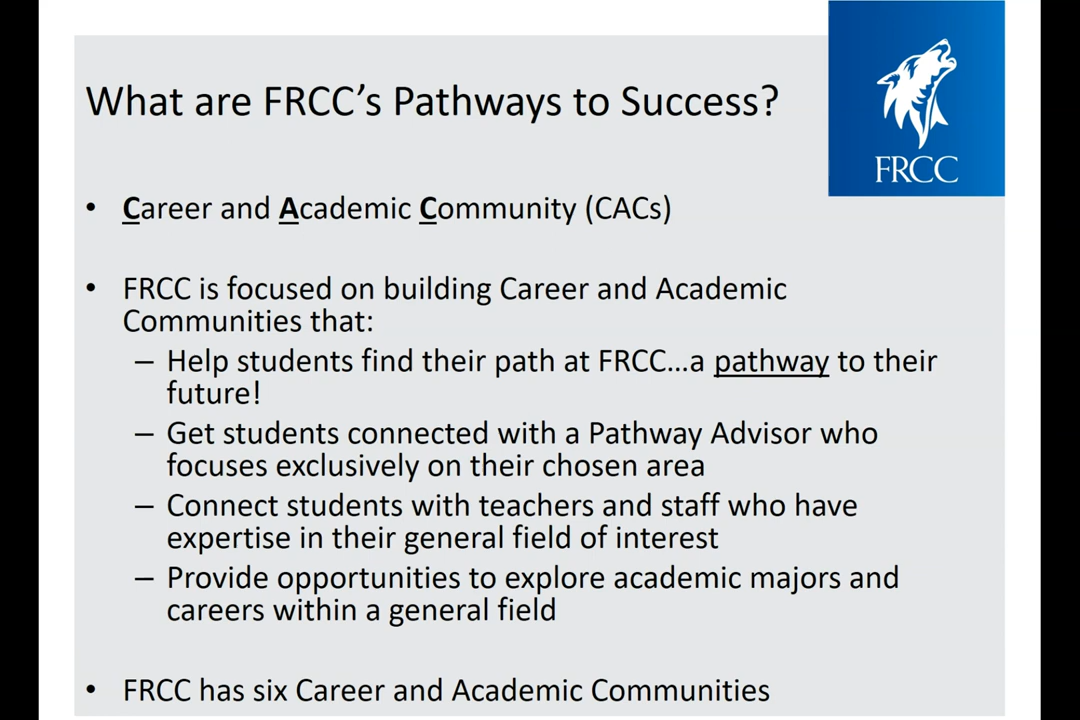 What are FRCC’s Pathways to Success?
FRCC
• Career and Academic Community (CACs)
• FRCC is focused on building Career and Academic
Communities that:
– Help students find their path at FRCC...a pathway to their
future!
– Get students connected with a Pathway Advisor who
focuses exclusively on their chosen area
– Connect students with teachers and staff who have
expertise in their general field of interest
– Provide opportunities to explore academic majors and
careers within a general field
• FRCC has six Career and Academic Communities